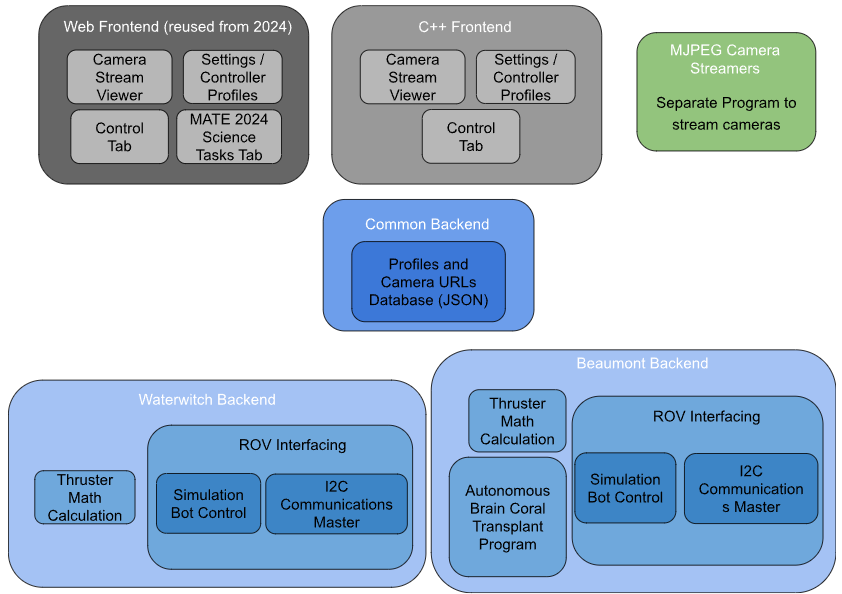 Web Frontend (reused from 2024)
Camera
Stream
Viewer
Settings /
Controller
Profiles
Control
Tab
MATE 2024
Science
Tasks Tab
C++ Frontend
Camera
Stream
Viewer
Settings /
Controller
Profiles
Control
Tab
MJPEG Camera
Streamers
Separate Program to
stream cameras
Common Backend
Profiles and
Camera URLs
Database (JSON)
Waterwitch Backend
Thruster
Math
Calculation
ROV Interfacing
Simulation
Bot Control
I2C
Communications
Master
Beaumont Backend
Thruster
Math
Calculation
Autonomous
Brain Coral
Transplant
Program
ROV Interfacing
Simulation
Bot Control
I2C
Communication
s Master